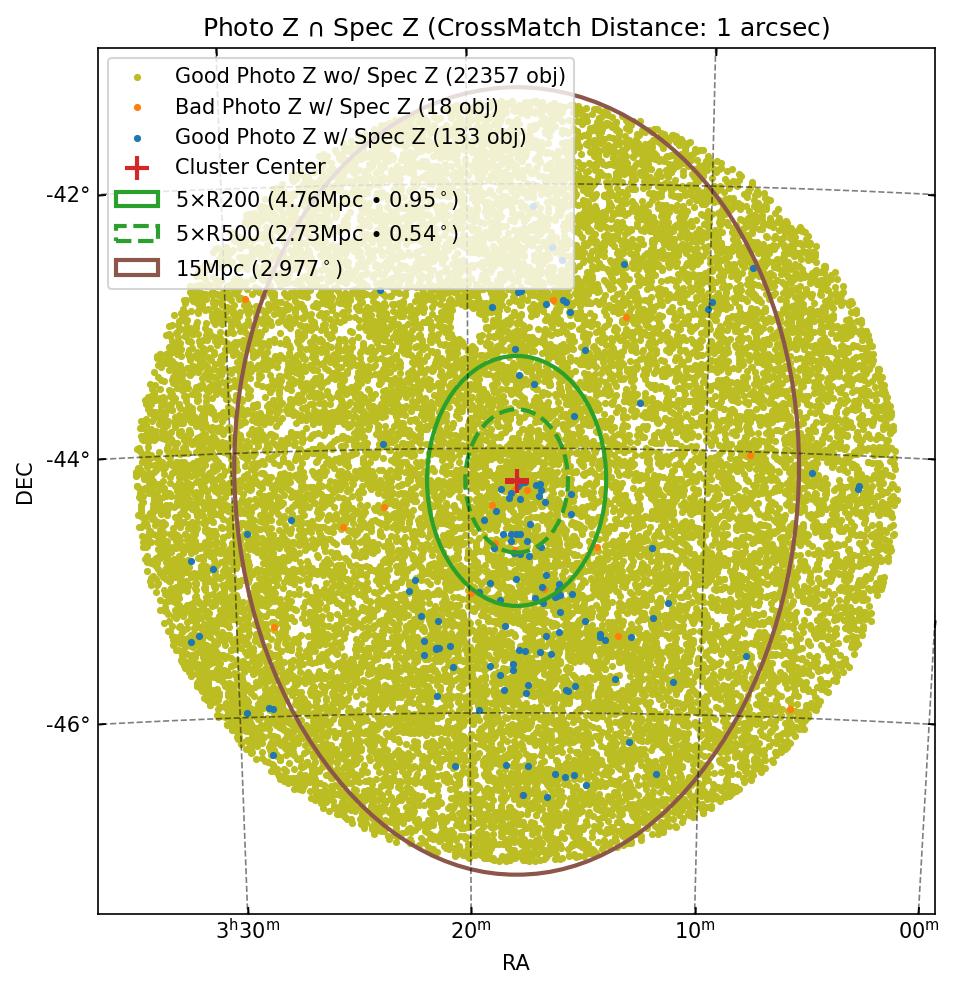 Photo Z ∩ Spec Z (CrossMatch Distance: 1 arcsec)
Good Photo Z wo/ Spec Z (22357 obj)
Bad Photo Z w/ Spec Z (18 obj)
Good Photo Z w/ Spec Z (133 obj)
Cluster Center
5×R200 (4.76Mpc • 0.95°)
5×R500 (2.73Mpc • 0.54°)
15Mpc (2.977°)
-42°
-44°
-46°
DEC
3ʰ30ᵐ 20ᵐ 10ᵐ 00ᵐ
RA